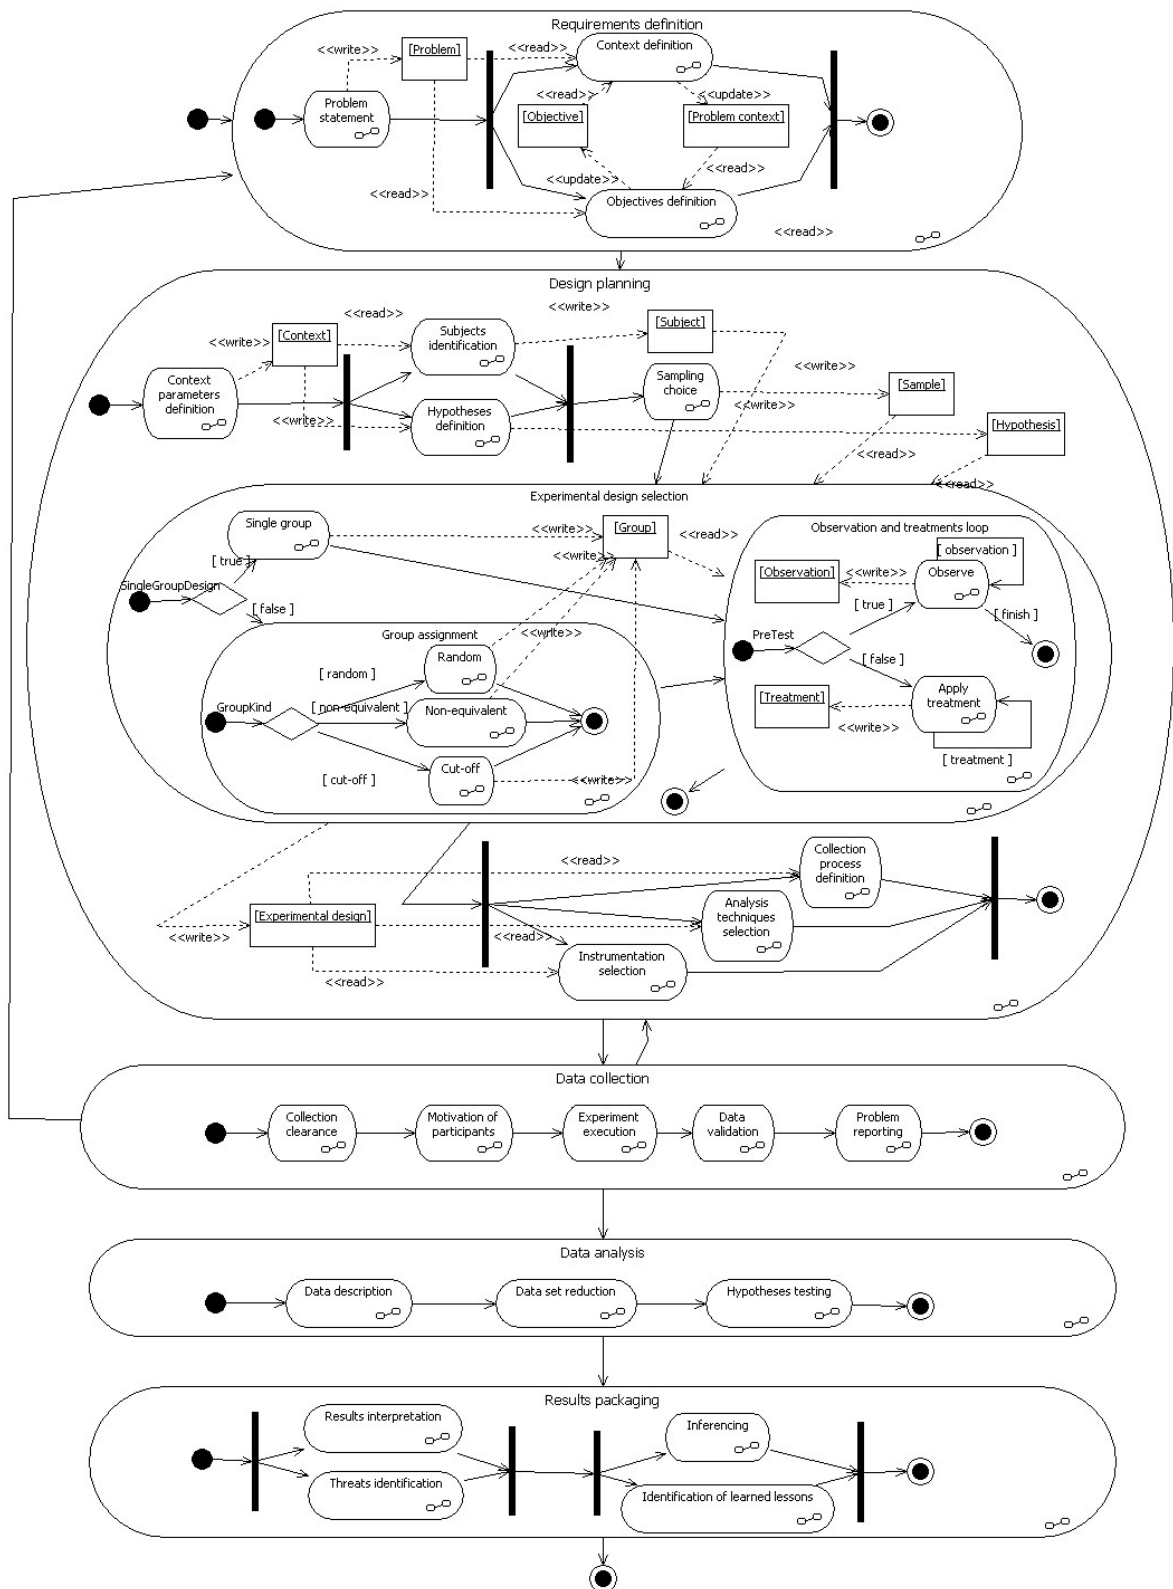 Requirements definition
<<write>>
[Problem]
<<read>>
Context definition
Problem
statement
<<read>>
<<update>>
[Objective]
[Problem context]
<<update>>
<<read>>
<<read>>
Objectives definition
<<read>>
Design planning
<<read>>
<<write>>
[Subject]
[Context]
<<write>>
Subjects
identification
Context
parameters
definition
Sampling
choice
<<write>>
[Sample]
<<write>>
Hypotheses
definition
<<write>>
[Hypothesis]
<<read>>
<<read>>
Experimental design selection
Single group
<<write>>
[Group]
<<read>>
<<write>>
[ true ]
SingleGroupDesign
[ false ]
Observation and treatments loop
[ observation ]
[Observation]
<<write>>
Observe
[ true ]
[ finish ]
PreTest
[ false ]
[Treatment]
<<write>>
Apply
treatment
[ treatment ]
Group assignment
<<write>>
Random
[ random ]
GroupKind
[ non-equivalent ]
Non-equivalent
[ cut-off ]
Cut-off
<<write>>
<<read>>
Collection
process
definition
[Experimental design]
<<write>>
Analysis
techniques
selection
<<read>>
Instrumentation
selection
<<read>>
Data collection
Collection
clearance
Motivation of
participants
Experiment
execution
Data
validation
Problem
reporting
Data analysis
Data description
Data set reduction
Hypotheses testing
Results packaging
Results interpretation
Threats identification
Inferencing
Identification of learned lessons